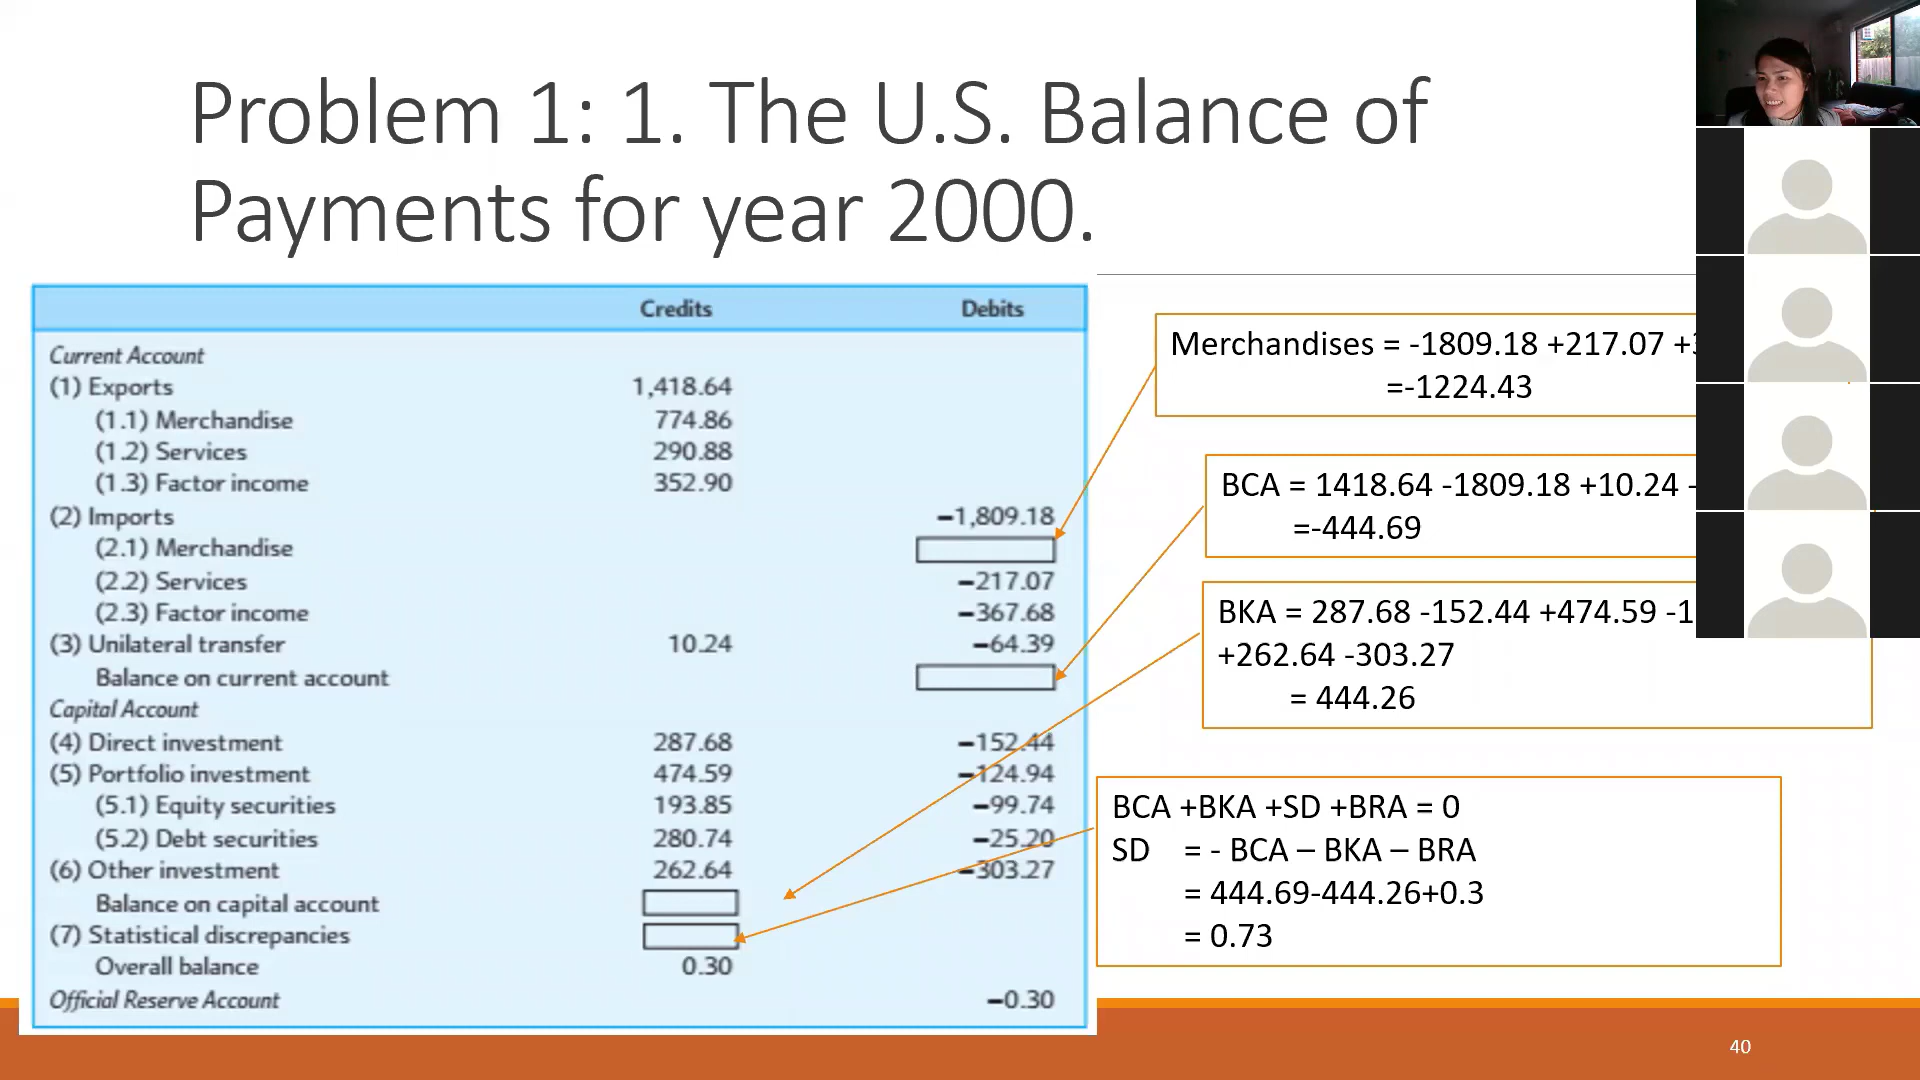 Problem 1: 1. The U.S. Balance of
Payments for year 2000.
Credits Debits
Current Account
(1) Exports 1,418.64
(1.1) Merchandise 774.86
(1.2) Services 290.88
(1.3) Factor income 352.90
(2) Imports −1,809.18
(2.1) Merchandise
(2.2) Services −217.07
(2.3) Factor income −367.68
(3) Unilateral transfer 10.24 −64.39
Balance on current account
Capital Account
(4) Direct investment 287.68 −152.44
(5) Portfolio investment 474.59 −124.94
(5.1) Equity securities 193.85 −99.74
(5.2) Debt securities 280.74 −25.20
(6) Other investment 262.64 −303.27
Balance on capital account
(7) Statistical discrepancies
Overall balance 0.30
Official Reserve Account −0.30
Merchandises = -1809.18 +217.07
=-1224.43
BCA = 1418.64 -1809.18 +10.24 -
=-444.69
BKA = 287.68 -152.44 +474.59
+262.64 -303.27
= 444.26
BCA +BKA +SD +BRA = 0
SD = - BCA – BKA – BRA
= 444.69-444.26+0.3
= 0.73
40